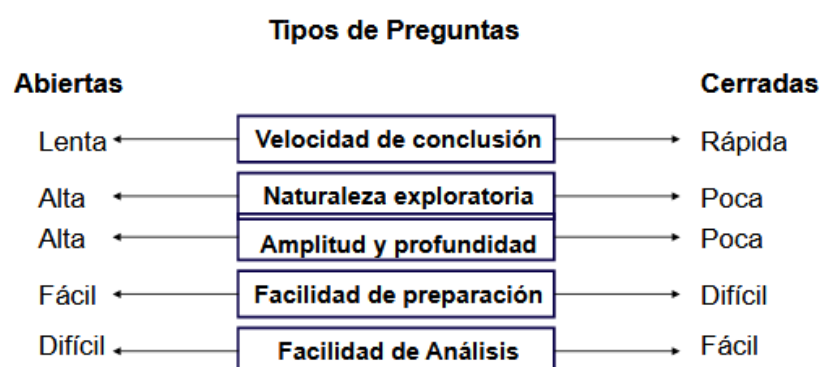 Tipos de Preguntas
Abiertas Cerradas
Lenta Velocidad de conclusión Rápida
Alta Naturaleza exploratoria Poca
Alta Amplitud y profundidad Poca
Fácil Facilidad de preparación Difícil
Difícil Facilidad de Análisis Fácil